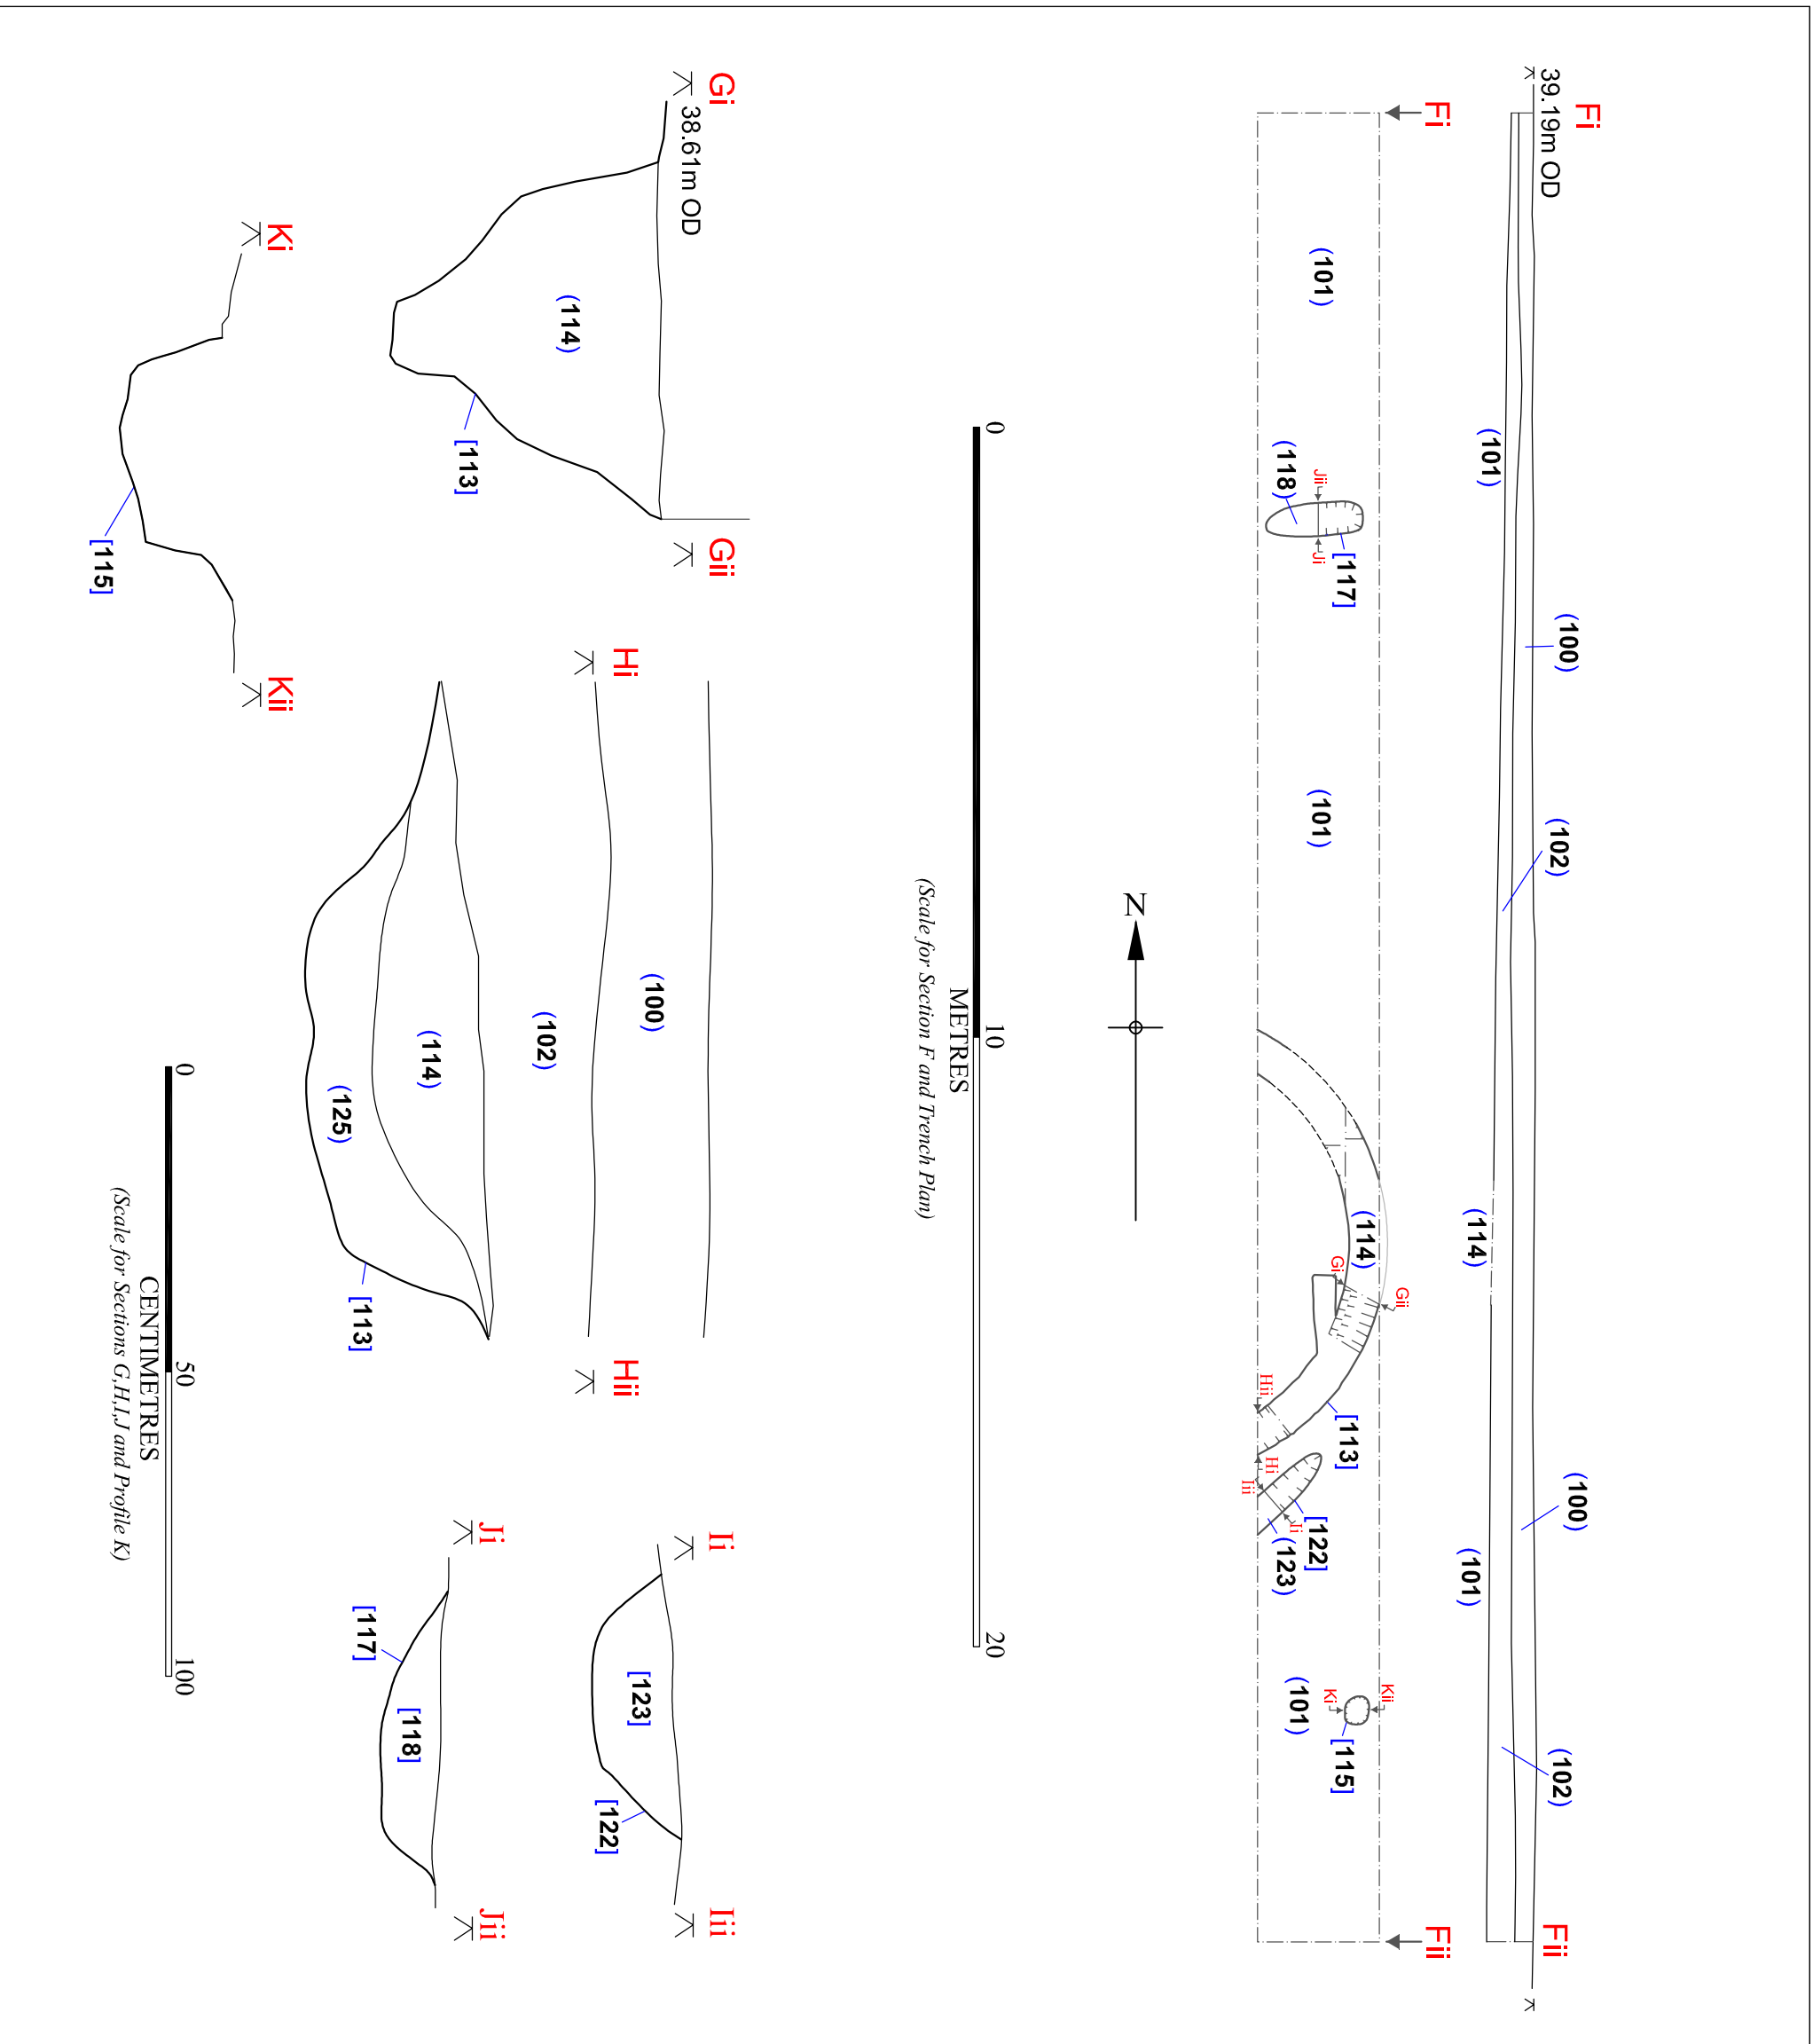 Fi
Fii
39.19m OD
(100)
(102)
(100)
(102)
(101)
(114)
(101)
Fi
Fii
(101)
(118)
Jii
Ji
[117]
(101)
(114)
Gi
Gii
[113]
Hii
Hi
Iii
Ii
[122]
(123)
(101)
Ki
Kii
[115]
N
0
10
20
METRES
(Scale for Section F and Trench Plan)
Gi
Gii
38.61m OD
(114)
[113]
Hi
Hii
(100)
(102)
(114)
(125)
[113]
Ii
Iii
[123]
[122]
Ji
Jii
[118]
[117]
Ki
Kii
[115]
0
50
100
CENTIMETRES
(Scale for Sections G,H,I,J and Profile K)